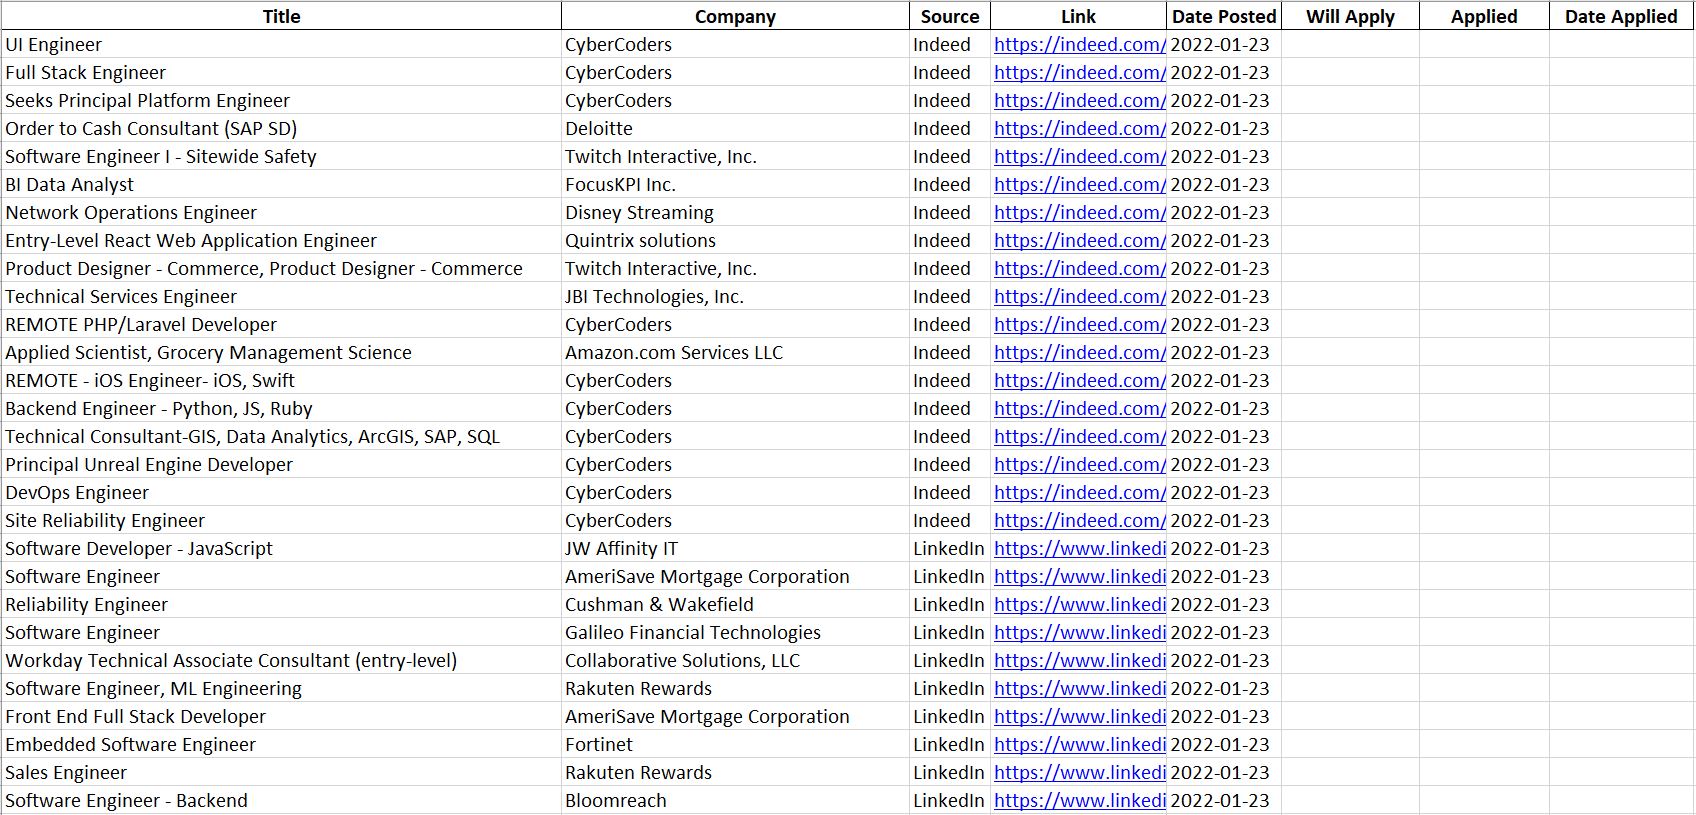 Title Company Source Link Date Posted Will Apply Applied Date Applied
UI Engineer CyberCoders Indeed https://indeed.com/ 2022-01-23
Full Stack Engineer CyberCoders Indeed https://indeed.com/ 2022-01-23
Seeks Principal Platform Engineer CyberCoders Indeed https://indeed.com/ 2022-01-23
Order to Cash Consultant (SAP SD) Deloitte Indeed https://indeed.com/ 2022-01-23
Software Engineer I - Sitewide Safety Twitch Interactive, Inc. Indeed https://indeed.com/ 2022-01-23
BI Data Analyst FocusKPI Inc. Indeed https://indeed.com/ 2022-01-23
Network Operations Engineer Disney Streaming Indeed https://indeed.com/ 2022-01-23
Entry-Level React Web Application Engineer Quintrix solutions Indeed https://indeed.com/ 2022-01-23
Product Designer - Commerce, Product Designer - Commerce Twitch Interactive, Inc. Indeed https://indeed.com/ 2022-01-23
Technical Services Engineer JBI Technologies, Inc. Indeed https://indeed.com/ 2022-01-23
REMOTE PHP/Laravel Developer CyberCoders Indeed https://indeed.com/ 2022-01-23
Applied Scientist, Grocery Management Science Amazon.com Services LLC Indeed https://indeed.com/ 2022-01-23
REMOTE - iOS Engineer- iOS, Swift CyberCoders Indeed https://indeed.com/ 2022-01-23
Backend Engineer - Python, JS, Ruby CyberCoders Indeed https://indeed.com/ 2022-01-23
Technical Consultant-GIS, Data Analytics, ArcGIS, SAP, SQL CyberCoders Indeed https://indeed.com/ 2022-01-23
Principal Unreal Engine Developer CyberCoders Indeed https://indeed.com/ 2022-01-23
DevOps Engineer CyberCoders Indeed https://indeed.com/ 2022-01-23
Site Reliability Engineer CyberCoders Indeed https://indeed.com/ 2022-01-23
Software Developer - JavaScript JW Affinity IT LinkedIn https://www.linkedi 2022-01-23
Software Engineer AmeriSave Mortgage Corporation LinkedIn https://www.linkedi 2022-01-23
Reliability Engineer Cushman & Wakefield LinkedIn https://www.linkedi 2022-01-23
Software Engineer Galileo Financial Technologies LinkedIn https://www.linkedi 2022-01-23
Workday Technical Associate Consultant (entry-level) Collaborative Solutions, LLC LinkedIn https://www.linkedi 2022-01-23
Software Engineer, ML Engineering Rakuten Rewards LinkedIn https://www.linkedi 2022-01-23
Front End Full Stack Developer AmeriSave Mortgage Corporation LinkedIn https://www.linkedi 2022-01-23
Embedded Software Engineer Fortinet LinkedIn https://www.linkedi 2022-01-23
Sales Engineer Rakuten Rewards LinkedIn https://www.linkedi 2022-01-23
Software Engineer - Backend Bloomreach LinkedIn https://www.linkedi 2022-01-23